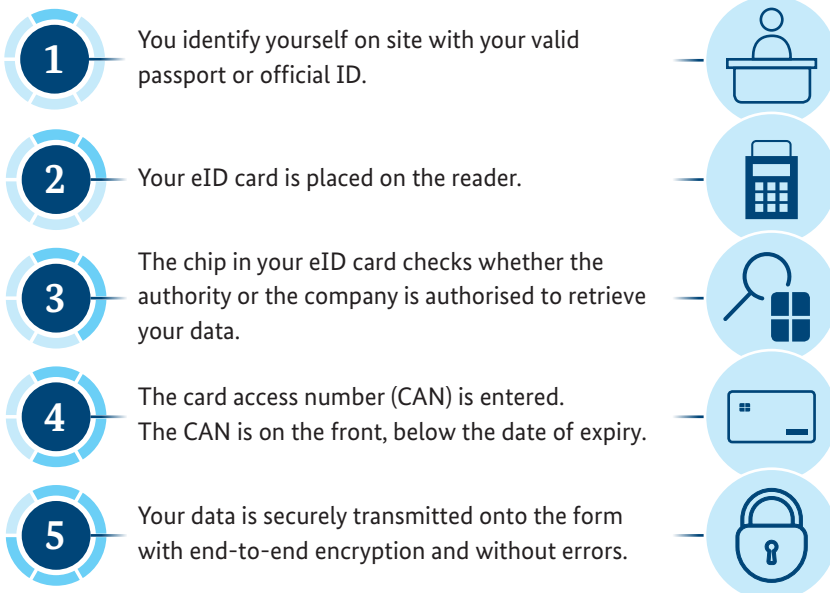 1
You identify yourself on site with your valid
passport or official ID.
2
Your eID card is placed on the reader.
3
The chip in your eID card checks whether the
authority or the company is authorised to retrieve
your data.
4
The card access number (CAN) is entered.
The CAN is on the front, below the date of expiry.
5
Your data is securely transmitted onto the form
with end-to-end encryption and without errors.